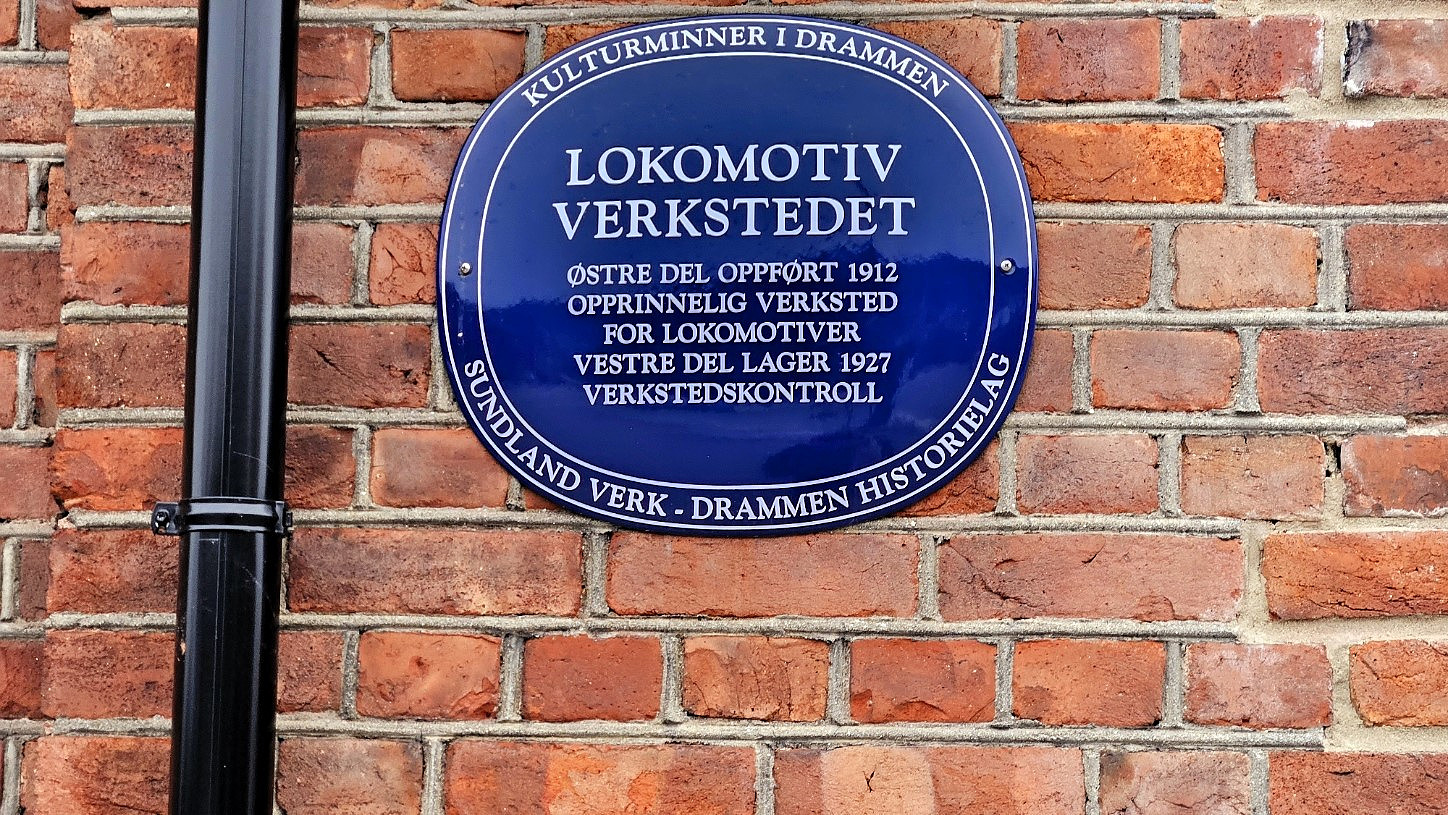 KULTURMINNER I DRAMMEN
LOKOMOTIV
VERKSTEDET
ØSTRE DEL OPPFØRT 1912
OPPRINNELIG VERKSTED
FOR LOKOMOTIVER
VESTRE DEL LAGER 1927
VERKSTEDSKONTROLL
SUNDLAND VERK - DRAMMEN HISTORIELAG